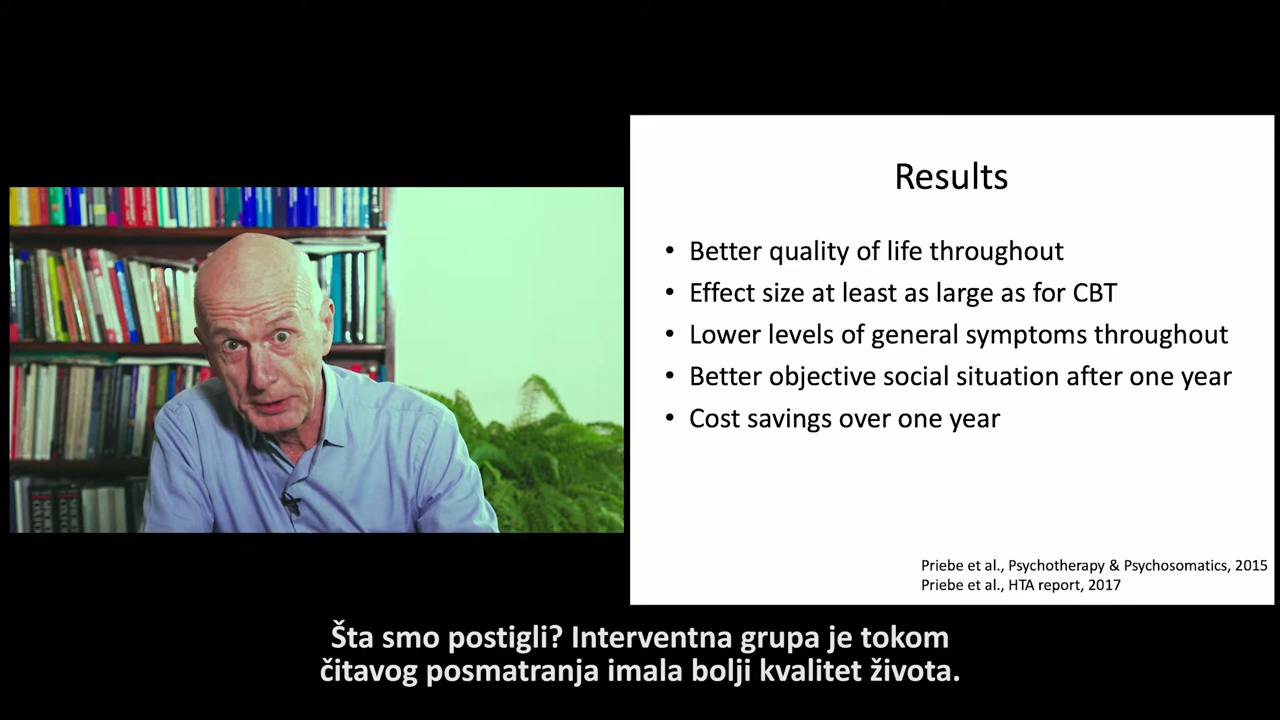 Results
• Better quality of life throughout
• Effect size at least as large as for CBT
• Lower levels of general symptoms throughout
• Better objective social situation after one year
• Cost savings over one year
Priebe et al., Psychotherapy & Psychosomatics, 2015
Priebe et al., HTA report, 2017
Šta smo postigli? Interventna grupa je tokom
čitavog posmatranja imala bolji kvalitet života.